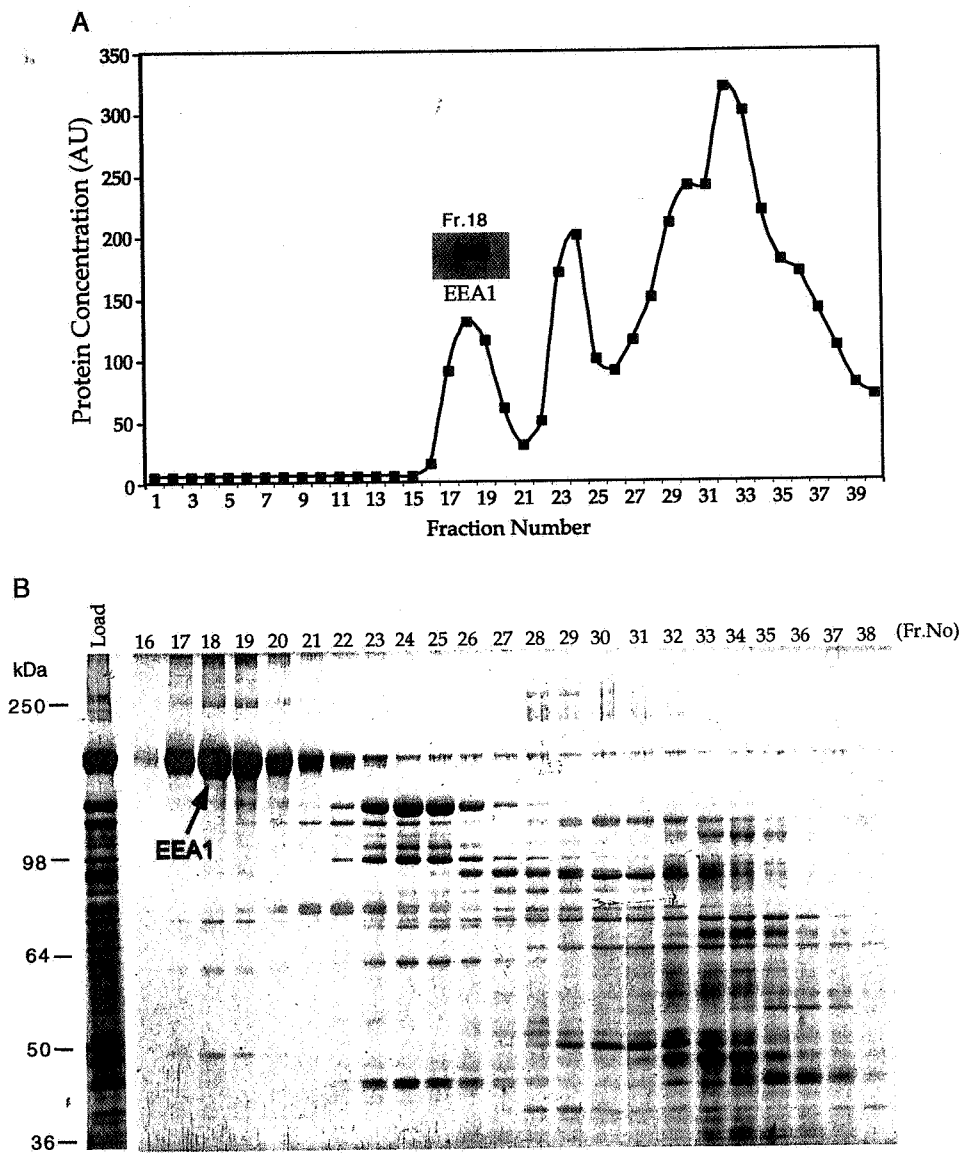 A
350
300
250
200
150
100
50
0
Protein Concentration (AU)
Fr.18
EEA1
1 3 5 7 9 11 13 15 17 19 21 23 25 27 29 31 33 35 37 39
Fraction Number
B
Load 16 17 18 19 20 21 22 23 24 25 26 27 28 29 30 31 32 33 34 35 36 37 38 (Fr.No)
kDa
250
EEA1
98
64
50
36